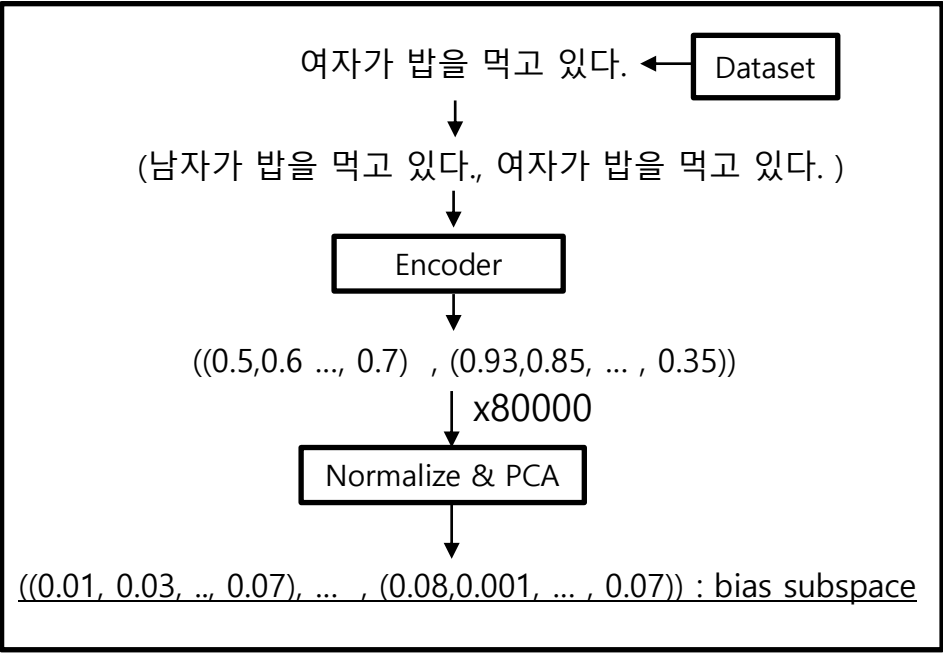 여자가 밥을 먹고 있다. Dataset
(남자가 밥을 먹고 있다., 여자가 밥을 먹고 있다. )
Encoder
((0.5,0.6 ..., 0.7) , (0.93,0.85, ... , 0.35))
x80000
Normalize & PCA
((0.01, 0.03, .., 0.07), ... , (0.08,0.001, ... , 0.07)) : bias subspace